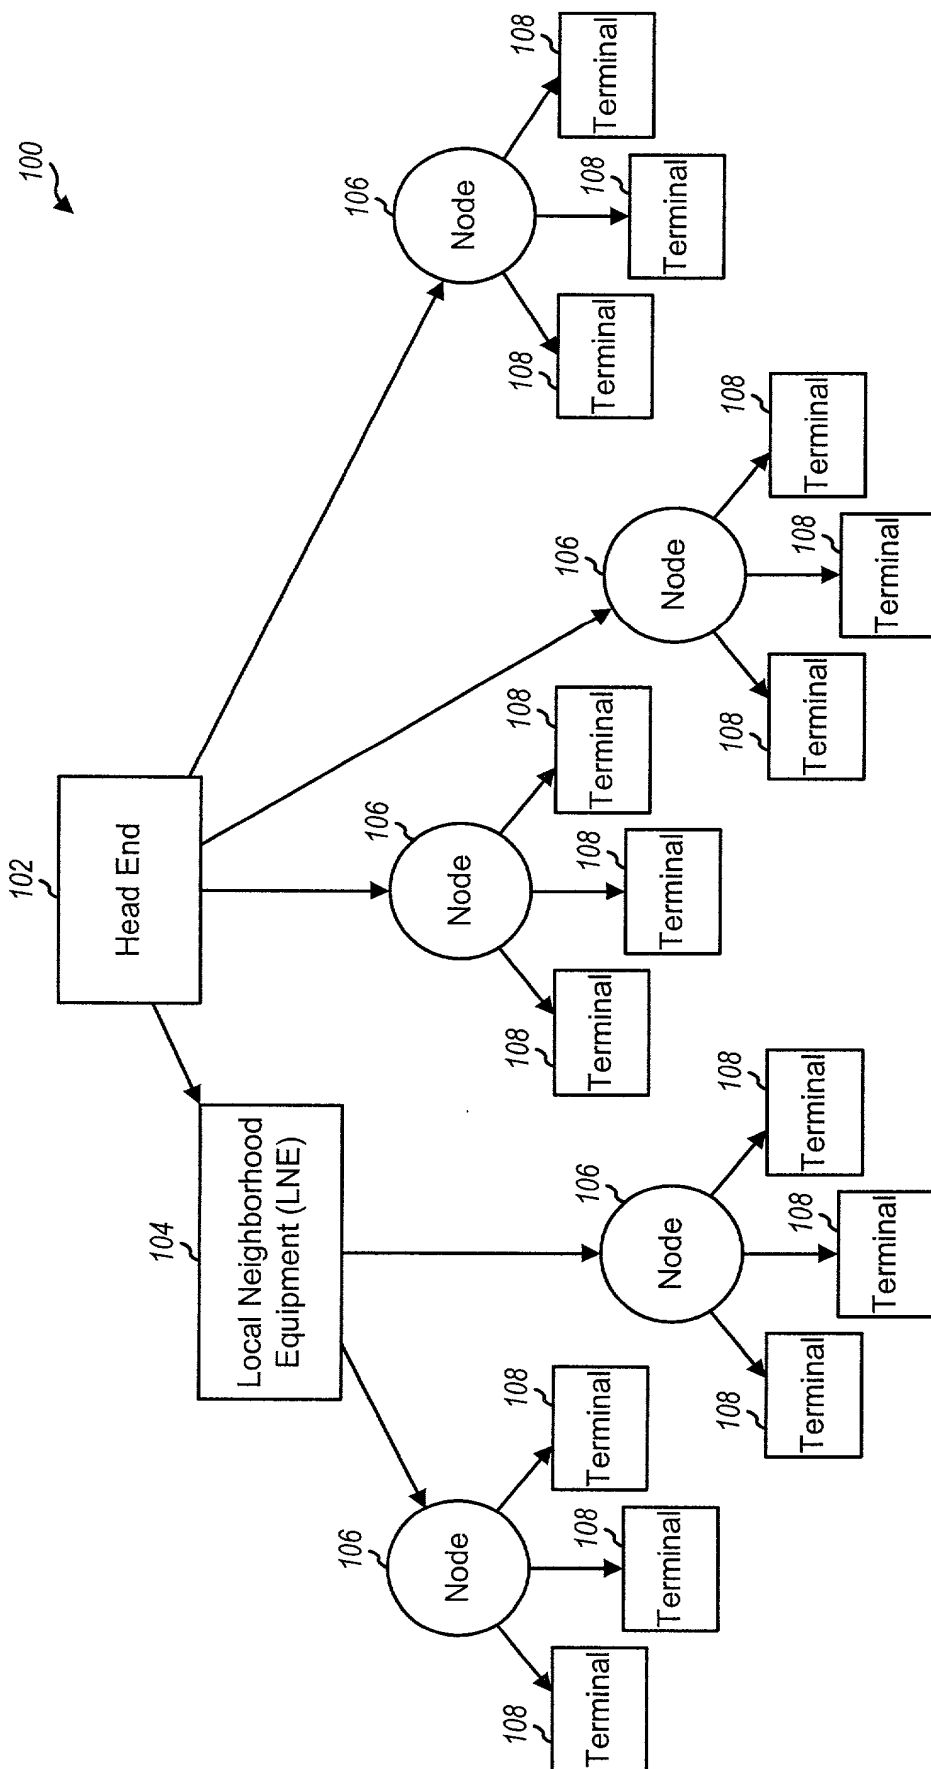 100
102
Head End
104
Local Neighborhood
Equipment (LNE)
106
106
106
Node
Node
Node
108
108
108
108
108
108
Terminal
Terminal
Terminal
Terminal
Terminal
Terminal
108
106
108
106
108
Terminal
Node
Terminal
Node
Terminal
108
108
108
108
Terminal
Terminal
Terminal
Terminal
108
108
Terminal
Terminal